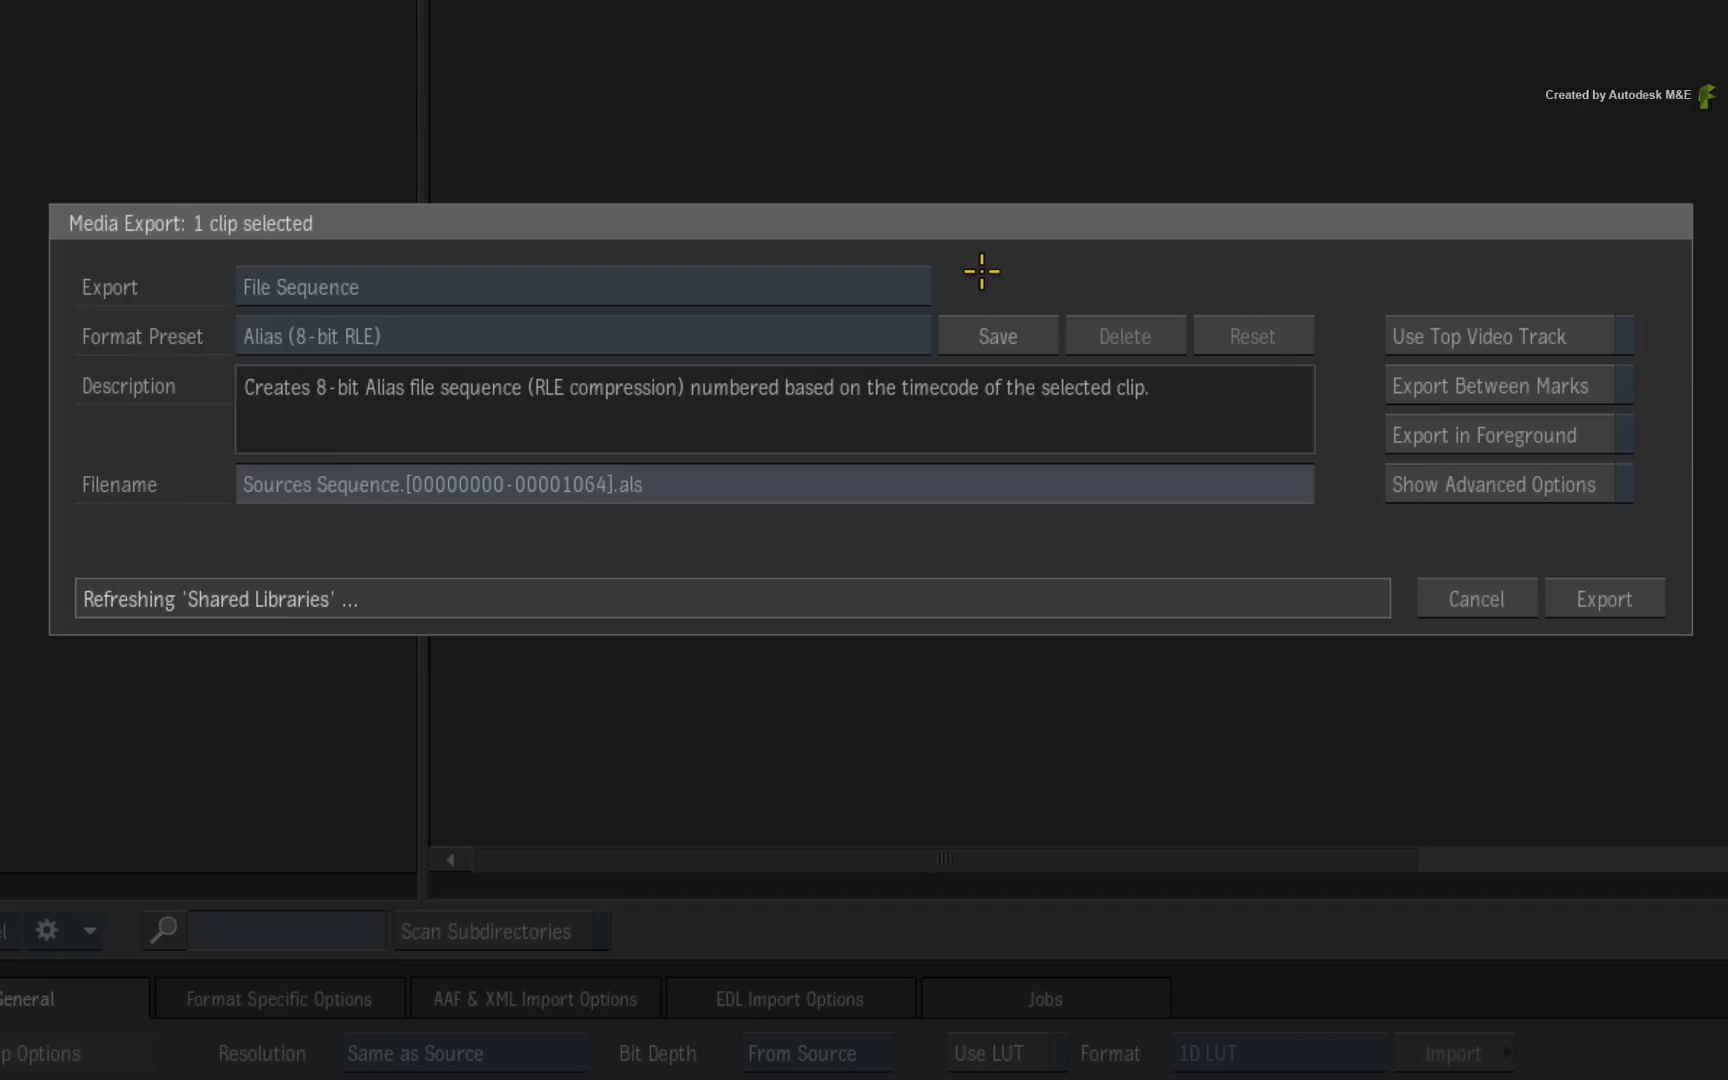 Created by Autodesk M&E
Media Export: 1 clip selected
Export File Sequence
Format Preset Alias (8-bit RLE) Save Delete Reset Use Top Video Track
Description Creates 8-bit Alias file sequence (RLE compression) numbered based on the timecode of the selected clip. Export Between Marks
Export in Foreground
Filename Sources Sequence.[00000000-00001064].als Show Advanced Options
Refreshing 'Shared Libraries' ... Cancel Export
Scan Subdirectories
General Format Specific Options AAF & XML Import Options EDL Import Options Jobs
p Options Resolution Same as Source Bit Depth From Source Use LUT Format 1D LUT Import